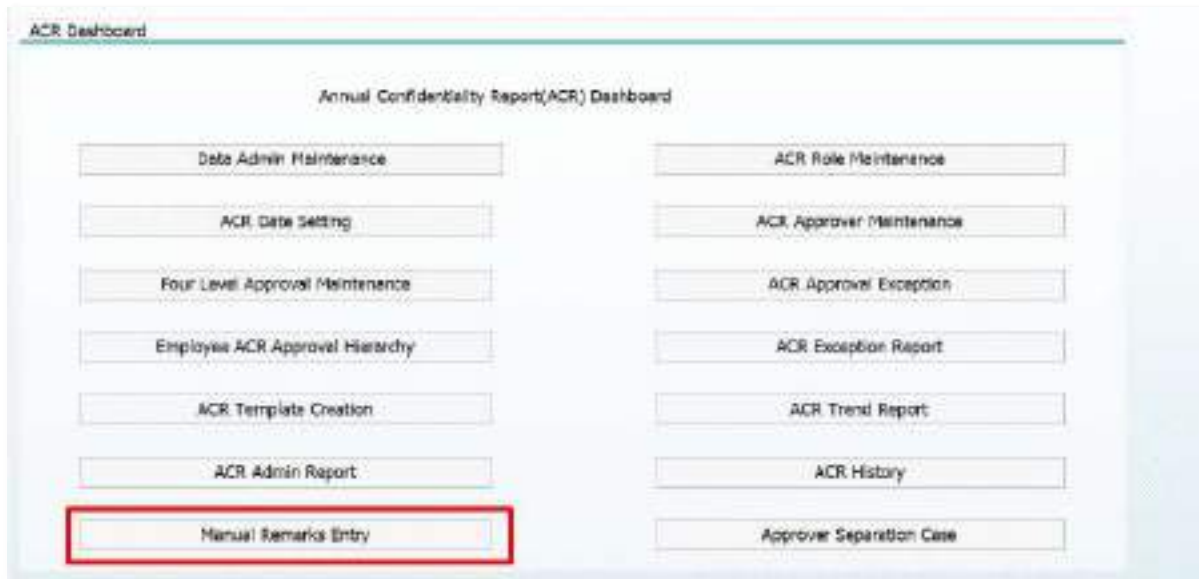 ACR Dashboard
Annual Confidentiality Report(ACR) Dashboard
Data Admin Maintenance
ACR Role Maintenance
ACR Date Setting
ACR Approver Maintenance
Four Level Approval Maintenance
ACR Approval Exception
Employee ACR Approval Hierarchy
ACR Exception Report
ACR Template Creation
ACR Trend Report
ACR Admin Report
ACR History
Manual Remarks Entry
Approver Separation Case